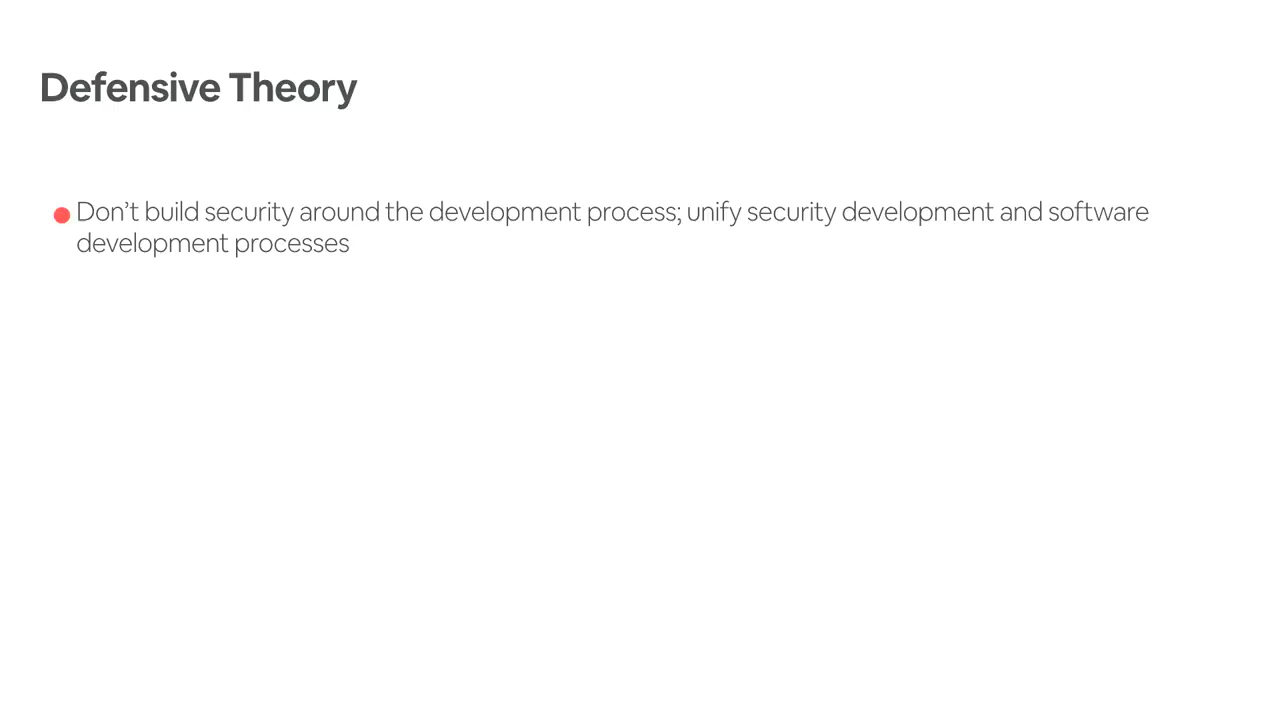 Defensive Theory
Don’t build security around the development process; unify security development and software
development processes